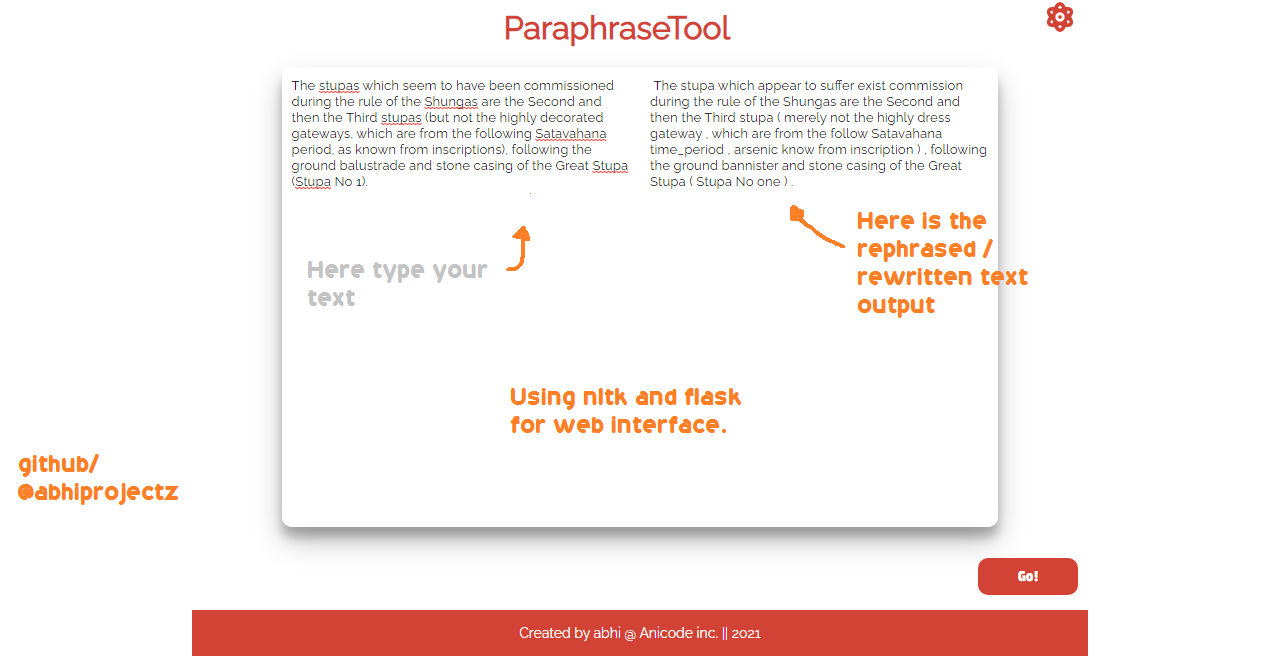 ParaphraseTool
The stupas which seem to have been commissioned
during the rule of the Shungas are the Second and
then the Third stupas (but not the highly decorated
gateways, which are from the following Satavahana
period, as known from inscriptions), following the
ground balustrade and stone casing of the Great Stupa
(Stupa No 1).
The stupa which appear to suffer exist commission
during the rule of the Shungas are the Second and
then the Third stupa ( merely not the highly dress
gateway , which are from the follow Satavahana
time_period , arsenic know from inscription ) , following
the ground bannister and stone casing of the Great
Stupa ( Stupa No one ) .
Here type your
text
Here is the
rephrased /
rewritten text
output
Using nltk and flask
for web interface.
github/
@abhiprojectz
Go!
Created by abhi @ Anicode inc. || 2021